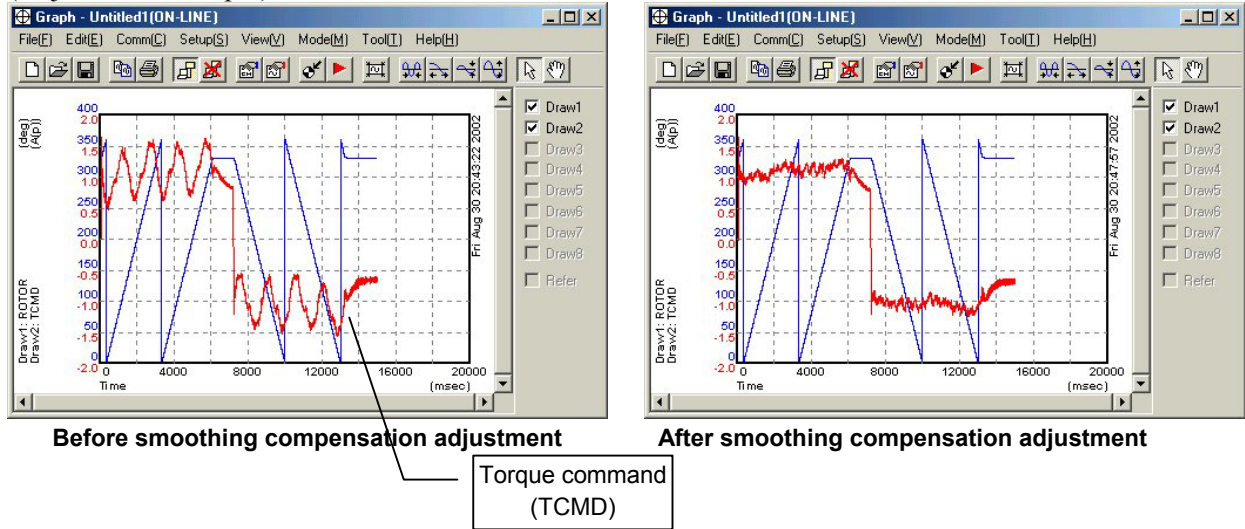 Graph - Untitled1(ON-LINE)
File(F) Edit(E) Comm(C) Setup(S) View(V) Mode(M) Tool(T) Help(H)
(deg)
(A(p))
400
2.0
350
1.5
300
1.0
250
0.5
200
0.0
150
-0.5
100
-1.0
50
-1.5
0
-2.0
Draw1: ROTOR
Draw2: TCMD
0 4000 8000 12000 16000 20000
Time (msec)
Fri Aug 30 20:43:22 2002
Draw1
Draw2
Draw3
Draw4
Draw5
Draw6
Draw7
Draw8
Refer
Before smoothing compensation adjustment
Graph - Untitled1(ON-LINE)
File(F) Edit(E) Comm(C) Setup(S) View(V) Mode(M) Tool(T) Help(H)
(deg)
(A(p))
400
2.0
350
1.5
300
1.0
250
0.5
200
0.0
150
-0.5
100
-1.0
50
-1.5
0
-2.0
Draw1: ROTOR
Draw2: TCMD
0 4000 8000 12000 16000 20000
Time (msec)
Fri Aug 30 20:47:57 2002
Draw1
Draw2
Draw3
Draw4
Draw5
Draw6
Draw7
Draw8
Refer
After smoothing compensation adjustment
Torque command
(TCMD)